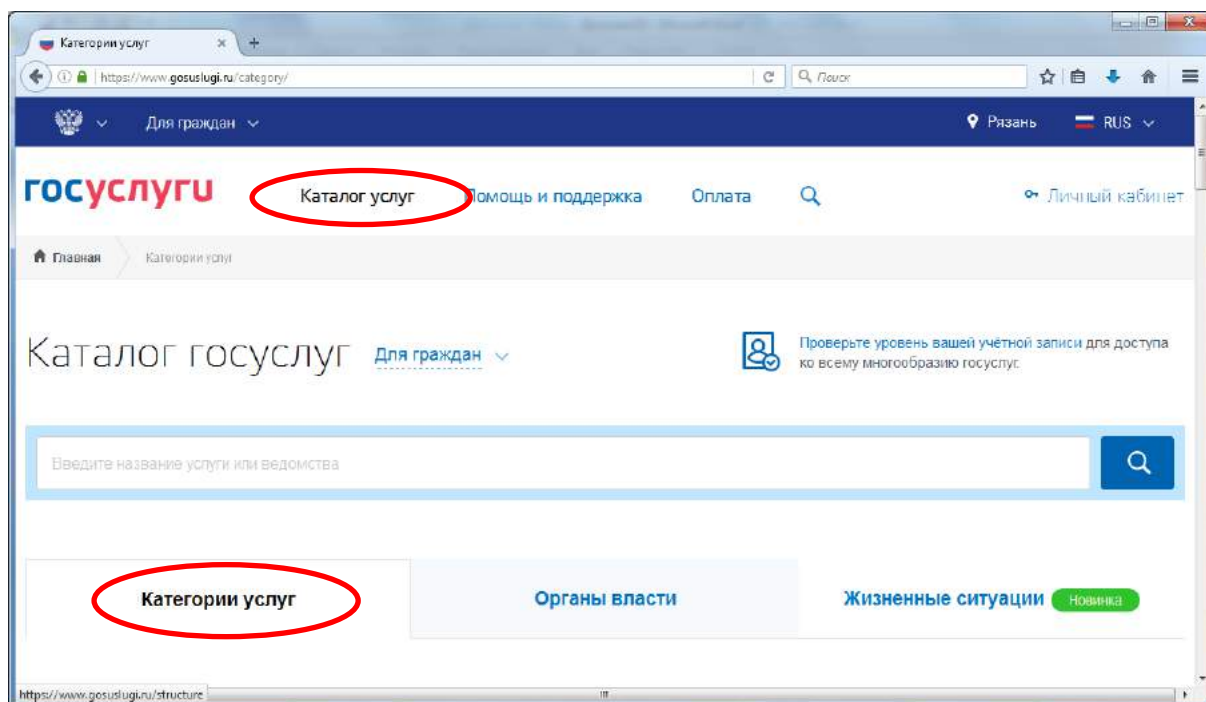 Категории услуг
https://www.gosuslugi.ru/category/
Поиск
Для граждан
Рязань
RUS
госуслуги
Каталог услуг
Помощь и поддержка
Оплата
Личный кабинет
Главная
Категории услуг
Каталог госуслуг
Для граждан
Проверьте уровень вашей учётной записи для доступа
ко всему многообразию госуслуг.
Введите название услуги или ведомства
Категории услуг
Органы власти
Жизненные ситуации
Новинка
https://www.gosuslugi.ru/structure